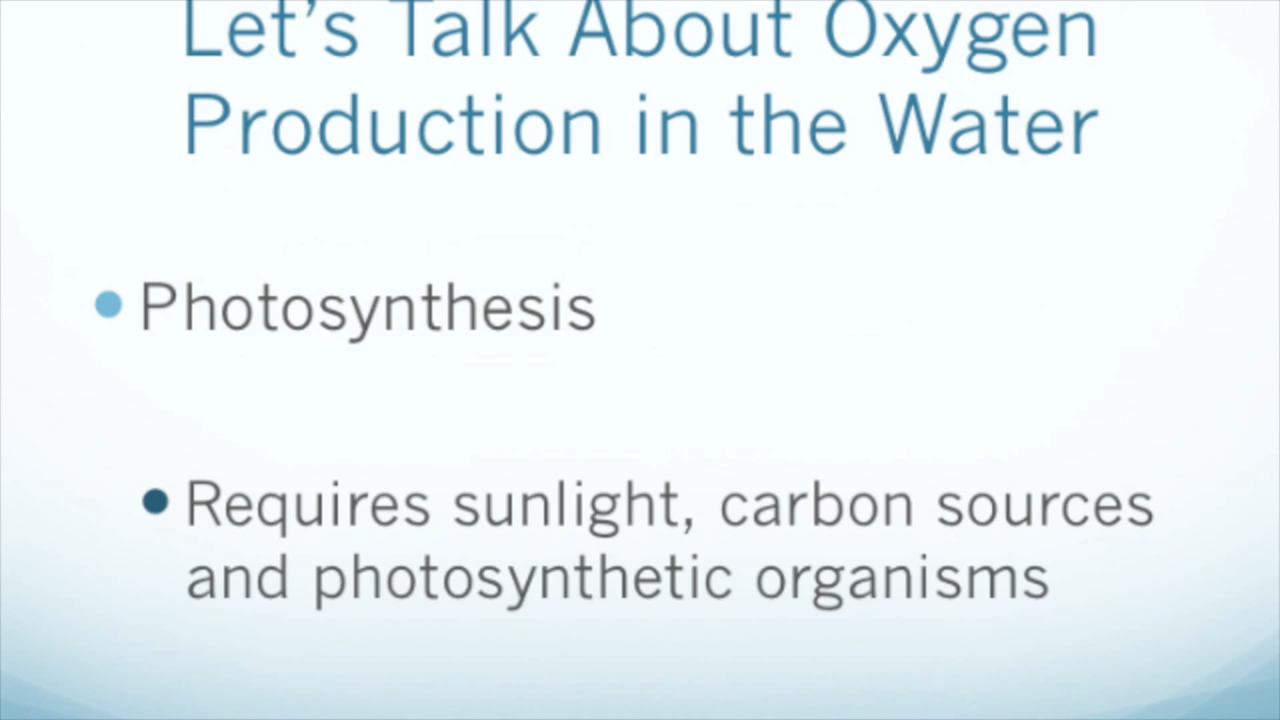 Let's Talk About Oxygen
Production in the Water
Photosynthesis
Requires sunlight, carbon sources
and photosynthetic organisms